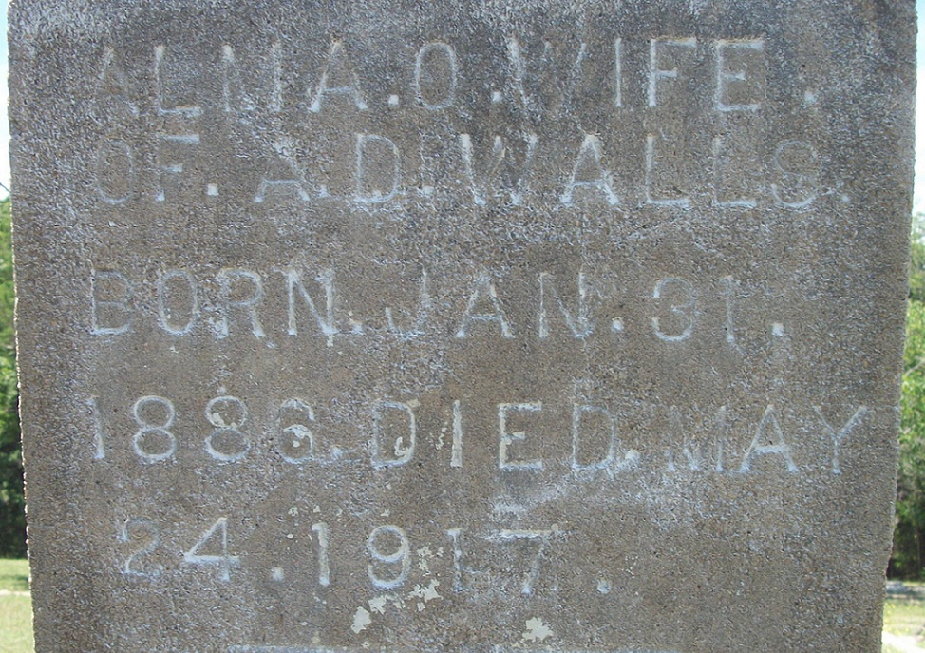 ALMA.O.WIFE.
OF.A.D.WALLS.
BORN.JAN.31.
1886.DIED.MAY
24.1917.